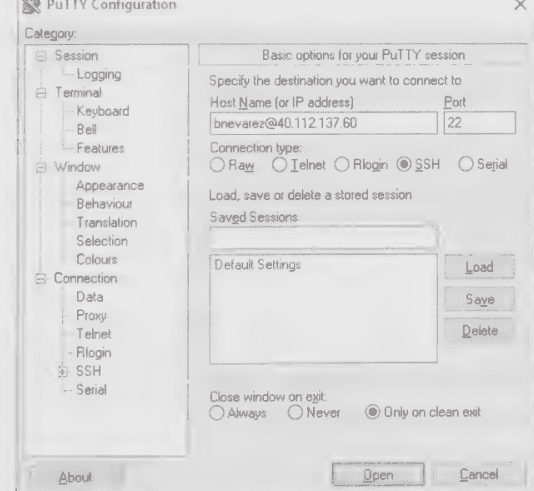 PuTTY Configuration
Category:
Session
Logging
Terminal
Keyboard
Bell
Features
Window
Appearance
Behaviour
Translation
Selection
Colours
Connection
Data
Proxy
Telnet
Rlogin
SSH
Serial
Basic options for your PuTTY session
Specify the destination you want to connect to
Host Name (or IP address) Port
bnevarez@40.112.137.60 22
Connection type:
Raw Telnet Rlogin SSH Serial
Load, save or delete a stored session
Saved Sessions
Default Settings
Load
Save
Delete
Close window on exit:
Always Never Only on clean exit
About Open Cancel